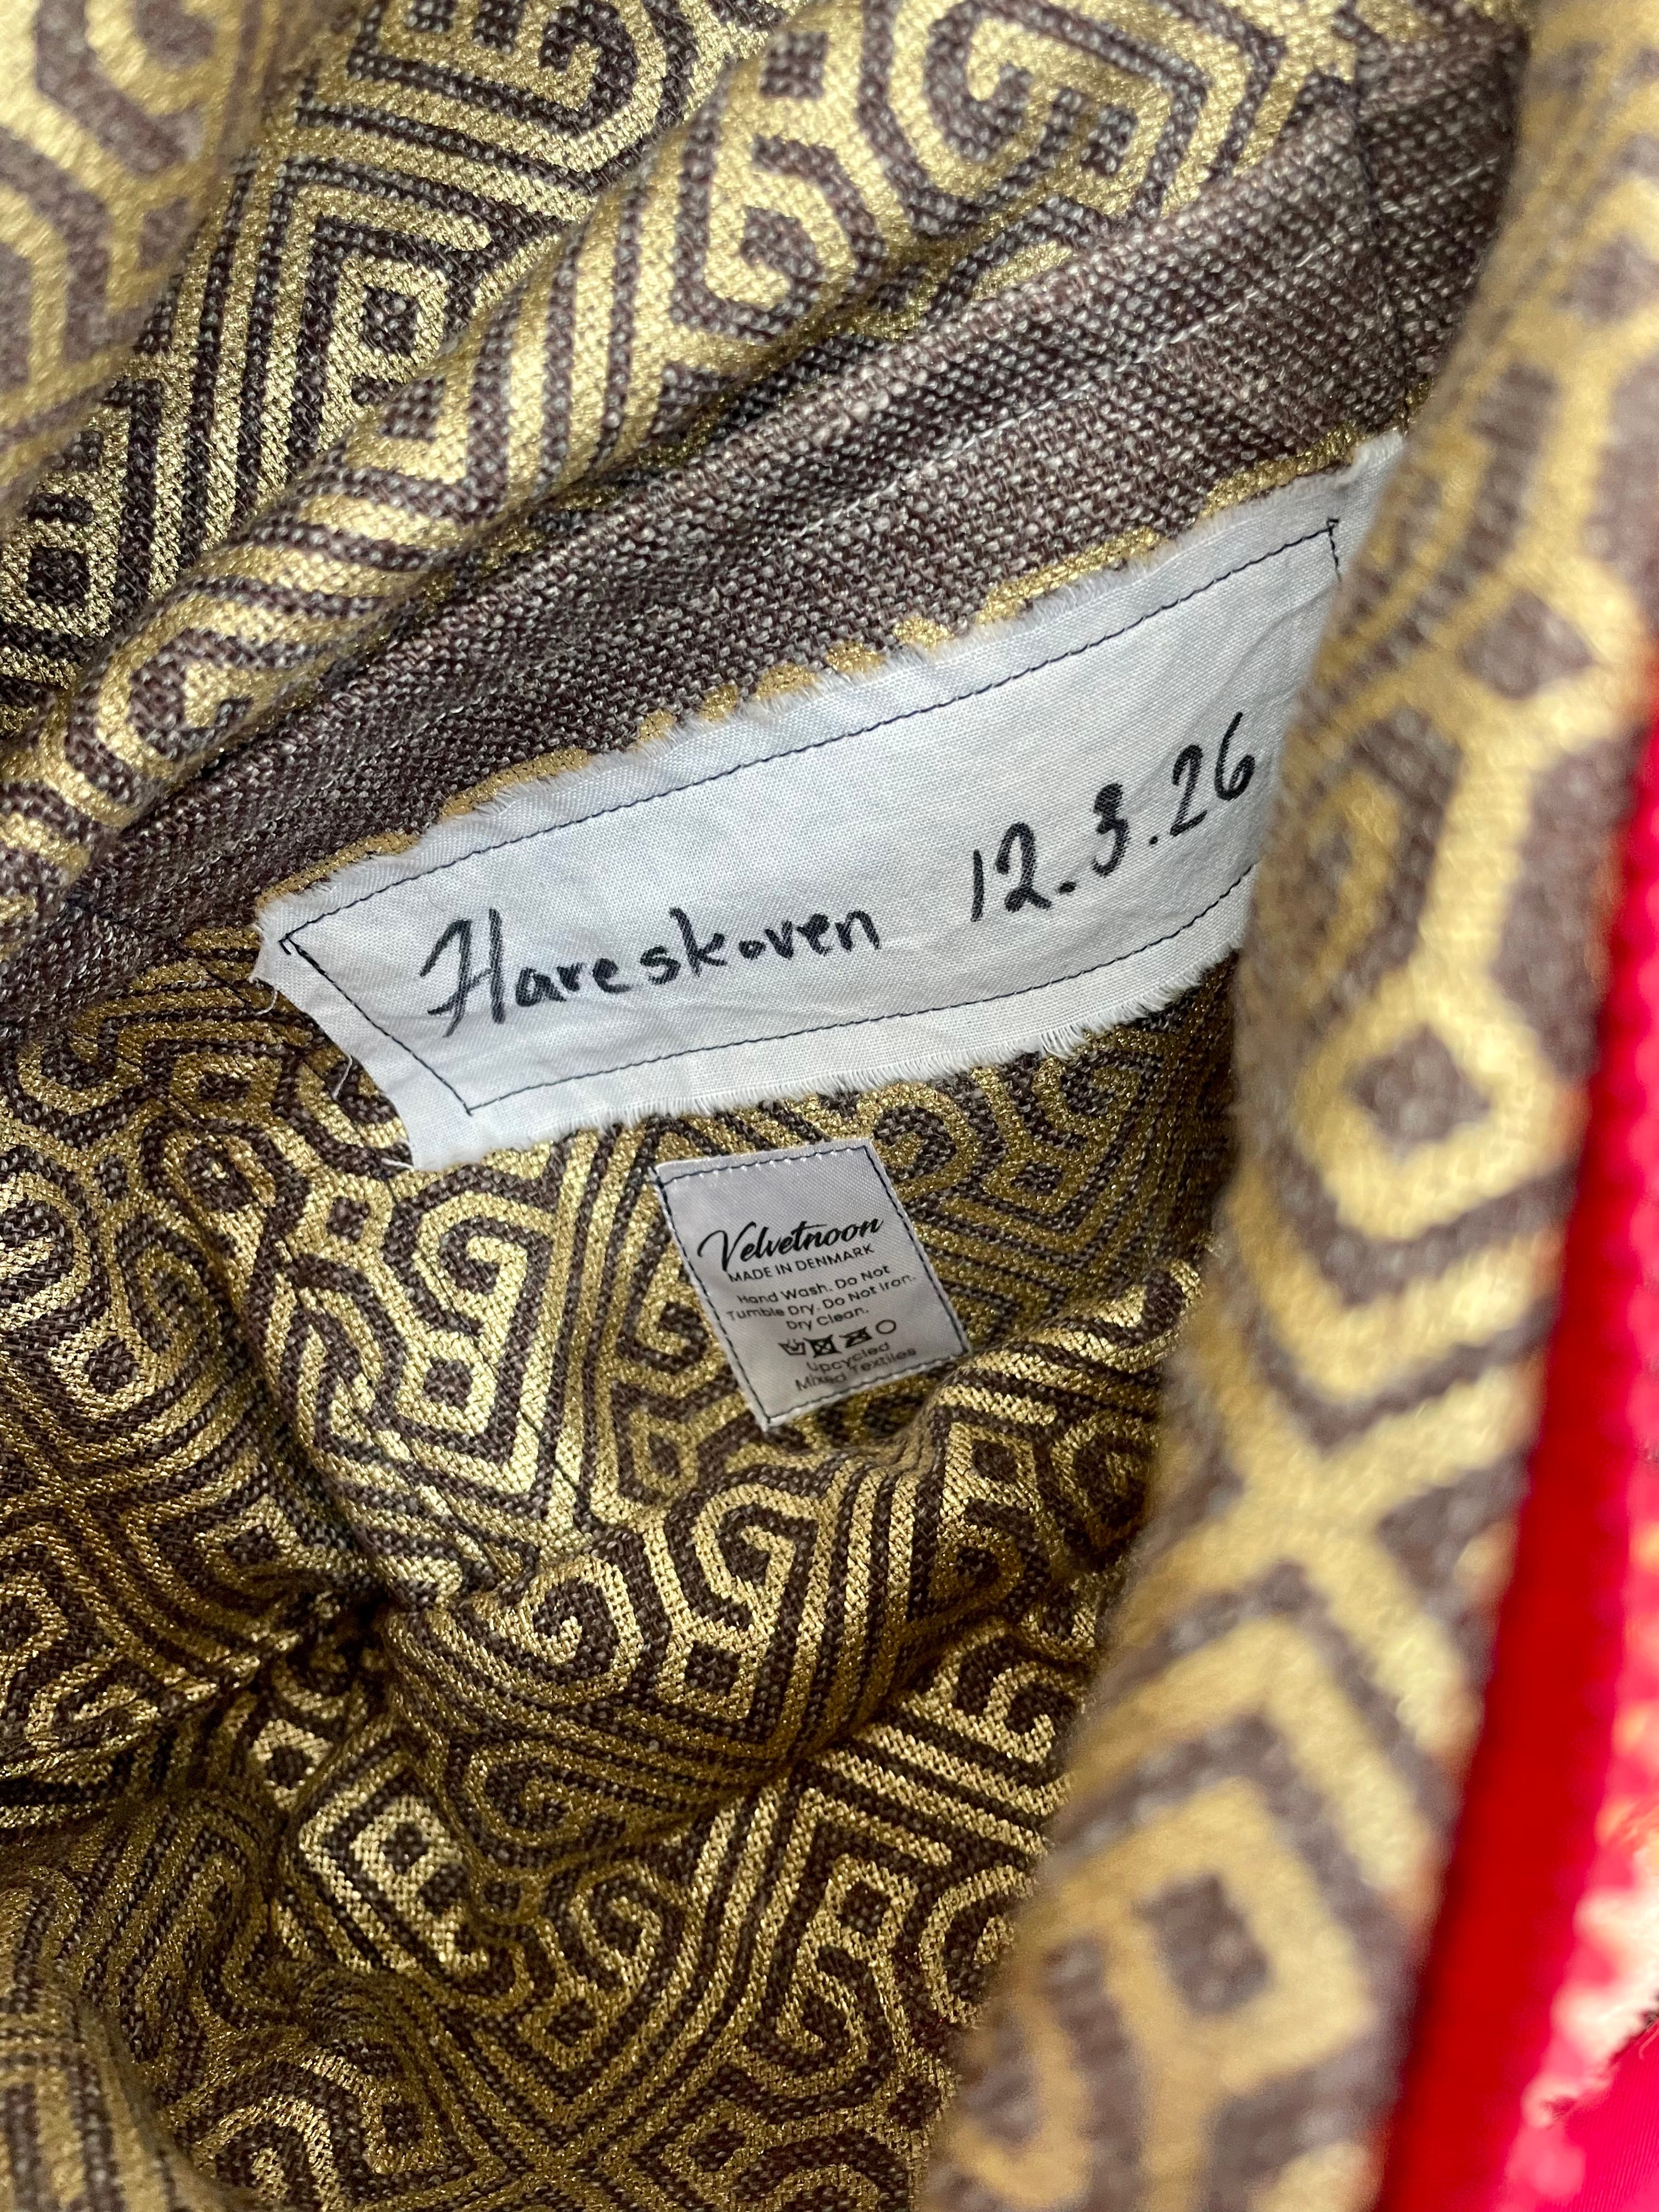 Hareskoven 12.3.26
Velvetnoon
MADE IN DENMARK
Hand Wash. Do Not
Tumble Dry. Do Not Iron.
Dry Clean.
Upcycled
Mixed Textiles